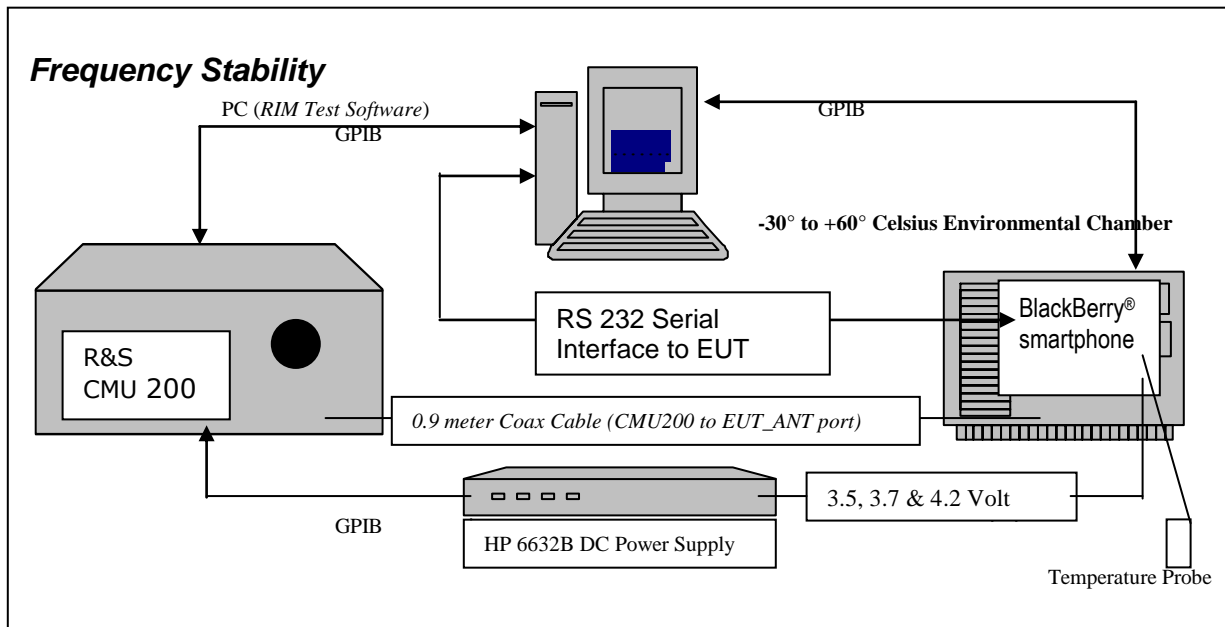 Frequency Stability
PC (RIM Test Software)
GPIB
GPIB
-30° to +60° Celsius Environmental Chamber
RS 232 Serial
Interface to EUT
BlackBerry®
smartphone
R&S
CMU 200
0.9 meter Coax Cable (CMU200 to EUT_ANT port)
3.5, 3.7 & 4.2 Volt
GPIB
HP 6632B DC Power Supply
Temperature Probe